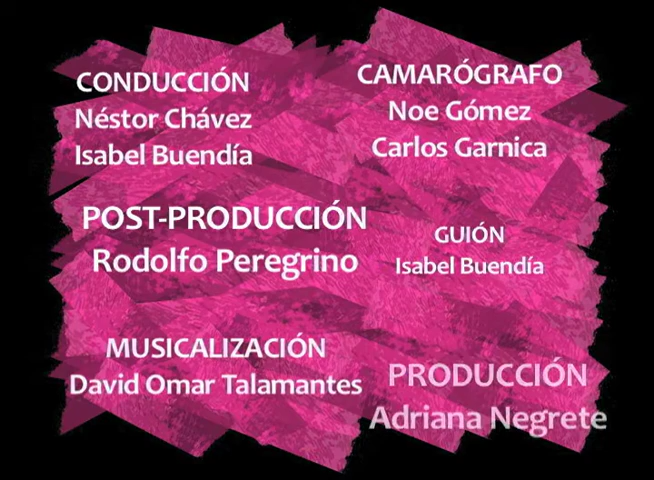 CONDUCCIÓN
Néstor Chávez
Isabel Buendía
CAMARÓGRAFO
Noe Gómez
Carlos Garnica
POST-PRODUCCIÓN
Rodolfo Peregrino
GUIÓN
Isabel Buendía
MUSICALIZACIÓN
David Omar Talamantes
PRODUCCIÓN
Adriana Negrete